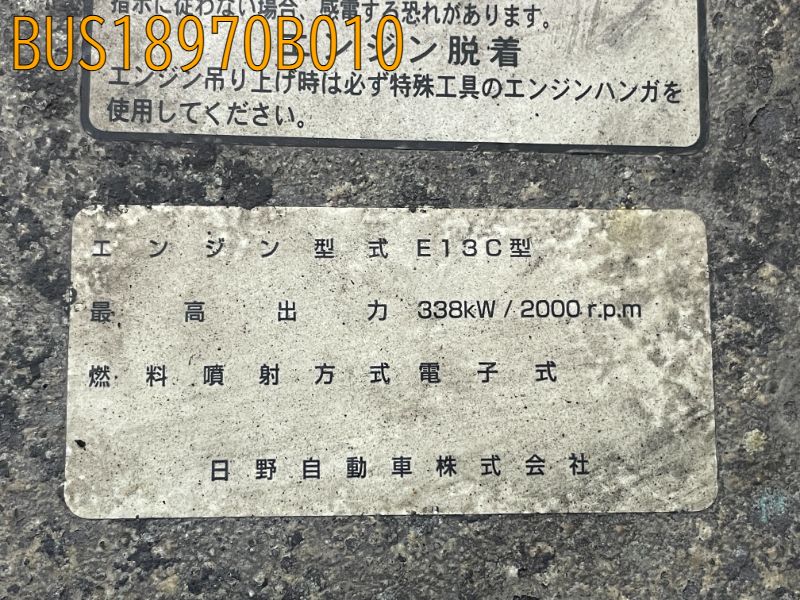 指示に従わない場合、感電する恐れがあります。
BUS18970B010
ンジン脱着
エンジン吊り上げ時は必ず特殊工具のエンジンハンガを
使用してください。
エンジン型式 E13C型
最高出力 338kW / 2000 r.p.m
燃料噴射方式 電子式
日野自動車株式会社